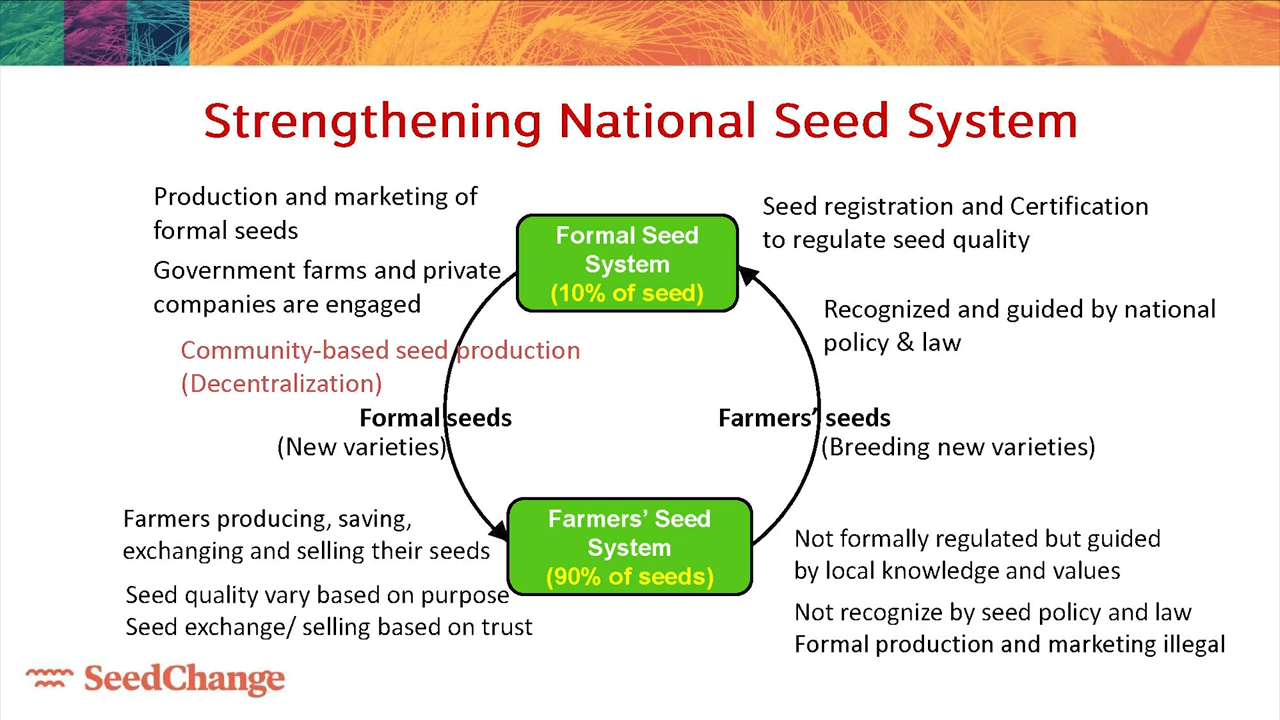 Strengthening National Seed System
Production and marketing of
formal seeds
Government farms and private
companies are engaged
Community-based seed production
(Decentralization)
Formal Seed
System
(10% of seed)
Seed registration and Certification
to regulate seed quality
Recognized and guided by national
policy & law
Formal seeds
(New varieties)
Farmers’ seeds
(Breeding new varieties)
Farmers producing, saving,
exchanging and selling their seeds
Seed quality vary based on purpose
Seed exchange/ selling based on trust
Farmers’ Seed
System
(90% of seeds)
Not formally regulated but guided
by local knowledge and values
Not recognize by seed policy and law
Formal production and marketing illegal
SeedChange